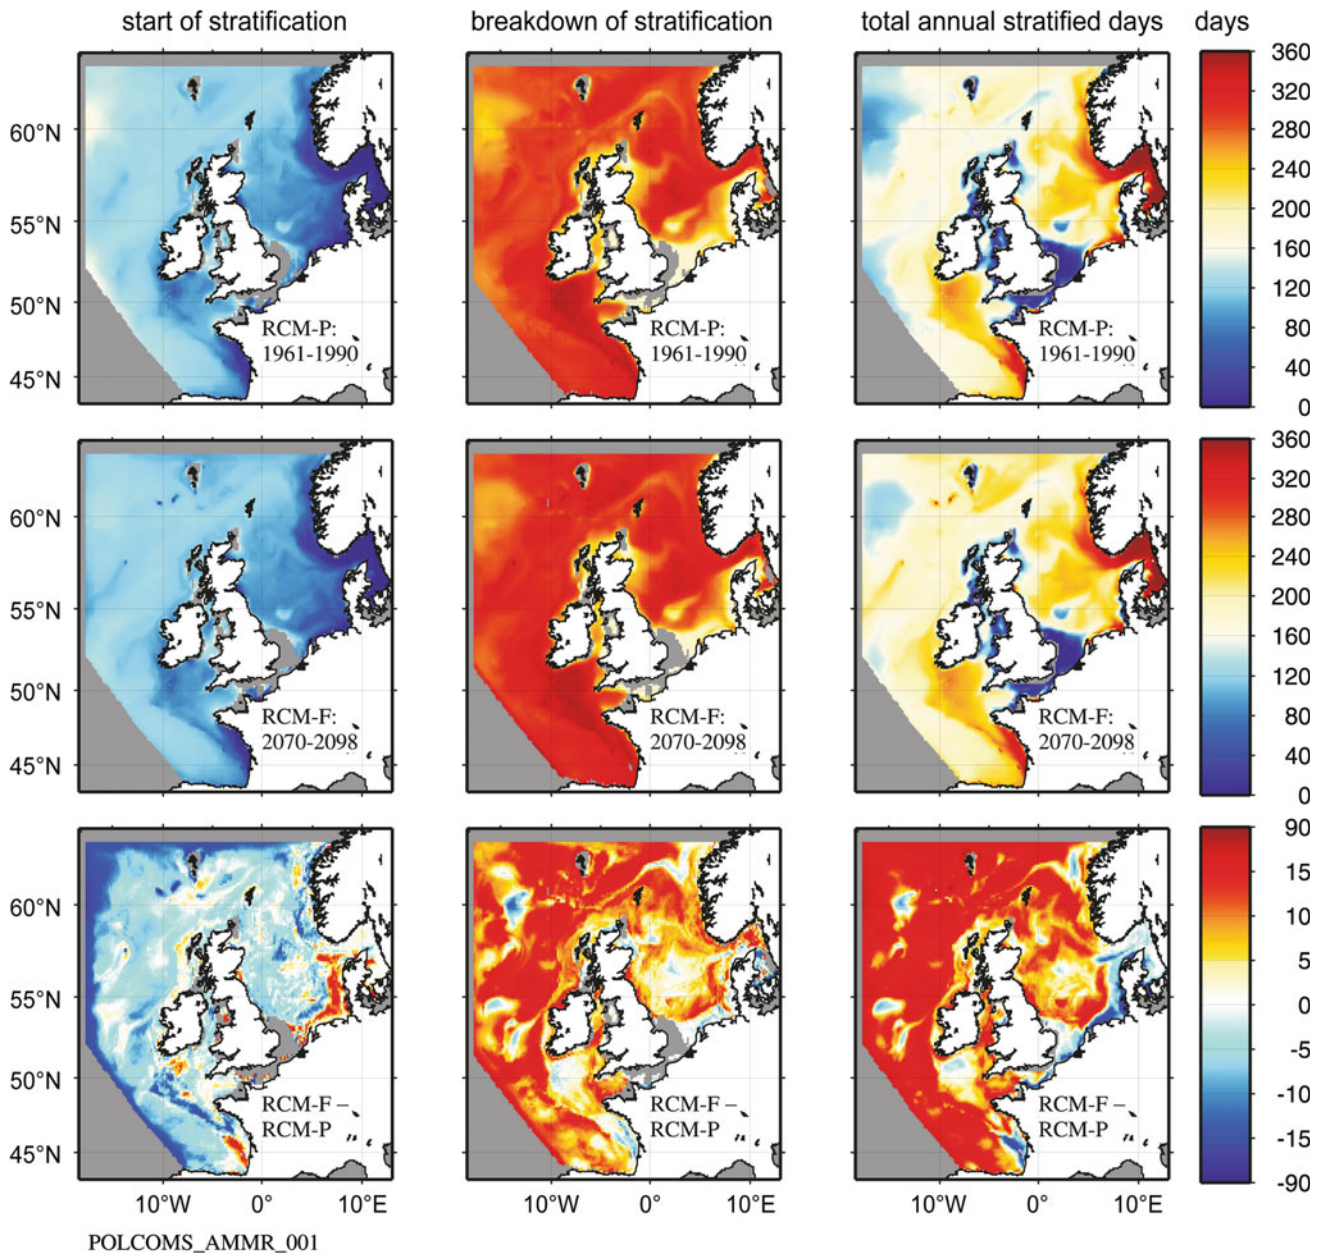 start of stratification
breakdown of stratification
total annual stratified days
days
60°N
55°N
50°N
45°N
RCM-P:
1961-1990
RCM-P:
1961-1990
RCM-P:
1961-1990
360
320
280
240
200
160
120
80
40
0
60°N
55°N
50°N
45°N
RCM-F:
2070-2098
RCM-F:
2070-2098
RCM-F:
2070-2098
360
320
280
240
200
160
120
80
40
0
60°N
55°N
50°N
45°N
RCM-F –
RCM-P
RCM-F –
RCM-P
RCM-F –
RCM-P
90
15
10
5
0
-5
-10
-15
-90
10°W 0° 10°E
10°W 0° 10°E
10°W 0° 10°E
POLCOMS_AMMR_001